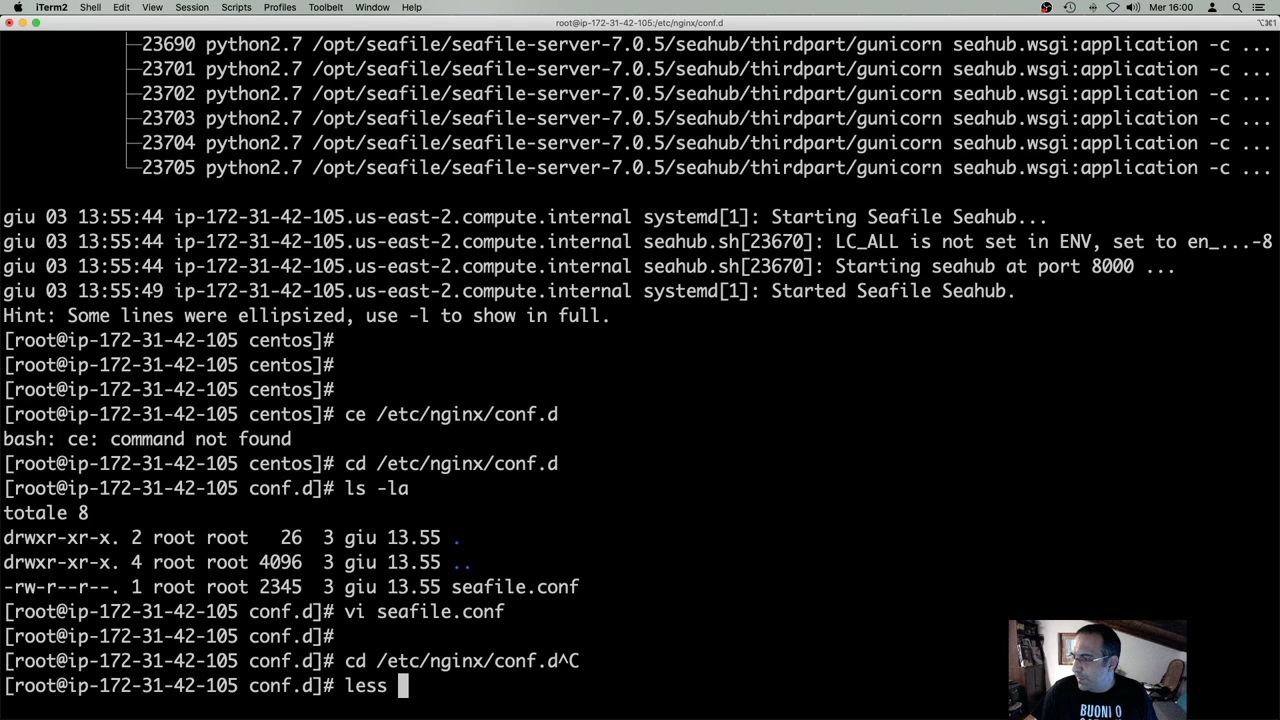 iTerm2 Shell Edit View Session Scripts Profiles Toolbelt Window Help Mer 16:00
root@ip-172-31-42-105:/etc/nginx/conf.d ⌥⌘1
├─23690 python2.7 /opt/seafile/seafile-server-7.0.5/seahub/thirdpart/gunicorn seahub.wsgi:application -c ...
├─23701 python2.7 /opt/seafile/seafile-server-7.0.5/seahub/thirdpart/gunicorn seahub.wsgi:application -c ...
├─23702 python2.7 /opt/seafile/seafile-server-7.0.5/seahub/thirdpart/gunicorn seahub.wsgi:application -c ...
├─23703 python2.7 /opt/seafile/seafile-server-7.0.5/seahub/thirdpart/gunicorn seahub.wsgi:application -c ...
├─23704 python2.7 /opt/seafile/seafile-server-7.0.5/seahub/thirdpart/gunicorn seahub.wsgi:application -c ...
└─23705 python2.7 /opt/seafile/seafile-server-7.0.5/seahub/thirdpart/gunicorn seahub.wsgi:application -c ...
giu 03 13:55:44 ip-172-31-42-105.us-east-2.compute.internal systemd[1]: Starting Seafile Seahub...
giu 03 13:55:44 ip-172-31-42-105.us-east-2.compute.internal seahub.sh[23670]: LC_ALL is not set in ENV, set to en_...-8
giu 03 13:55:44 ip-172-31-42-105.us-east-2.compute.internal seahub.sh[23670]: Starting seahub at port 8000 ...
giu 03 13:55:49 ip-172-31-42-105.us-east-2.compute.internal systemd[1]: Started Seafile Seahub.
Hint: Some lines were ellipsized, use -l to show in full.
[root@ip-172-31-42-105 centos]#
[root@ip-172-31-42-105 centos]#
[root@ip-172-31-42-105 centos]#
[root@ip-172-31-42-105 centos]# ce /etc/nginx/conf.d
bash: ce: command not found
[root@ip-172-31-42-105 centos]# cd /etc/nginx/conf.d
[root@ip-172-31-42-105 conf.d]# ls -la
totale 8
drwxr-xr-x. 2 root root   26  3 giu 13.55 .
drwxr-xr-x. 4 root root 4096  3 giu 13.55 ..
-rw-r--r--. 1 root root 2345  3 giu 13.55 seafile.conf
[root@ip-172-31-42-105 conf.d]# vi seafile.conf
[root@ip-172-31-42-105 conf.d]#
[root@ip-172-31-42-105 conf.d]# cd /etc/nginx/conf.d^C
[root@ip-172-31-42-105 conf.d]# less
BUONI O